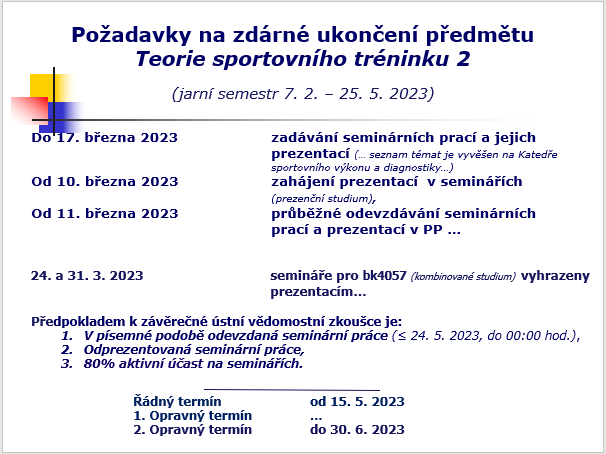 Požadavky na zdárné ukončení předmětu
Teorie sportovního tréninku 2
(jarní semestr 7. 2. – 25. 5. 2023)
Do 17. března 2023 zadávání seminárních prací a jejich
prezentací (… seznam témat je vyvěšen na Katedře
sportovního výkonu a diagnostiky…)
Od 10. března 2023 zahájení prezentací v seminářích
(prezenční studium),
Od 11. března 2023 průběžné odevzdávání seminárních
prací a prezentací v PP …
24. a 31. 3. 2023 semináře pro bk4057 (kombinované studium) vyhrazeny
prezentacím…
Předpokladem k závěrečné ústní vědomostní zkoušce je:
1. V písemné podobě odevzdaná seminární práce (≤ 24. 5. 2023, do 00:00 hod.),
2. Odprezentovaná seminární práce,
3. 80% aktivní účast na seminářích.
Řádný termín od 15. 5. 2023
1. Opravný termín …
2. Opravný termín do 30. 6. 2023